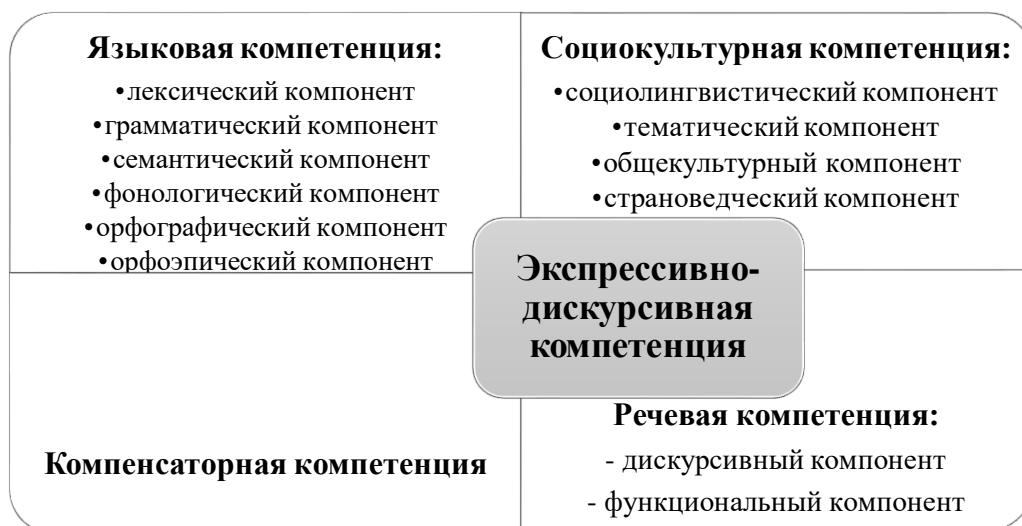 Языковая компетенция:
•лексический компонент
•грамматический компонент
•семантический компонент
•фонологический компонент
•орфографический компонент
•орфоэпический компонент
Социокультурная компетенция:
•социолингвистический компонент
•тематический компонент
•общекультурный компонент
•страноведческий компонент
Экспрессивно-
дискурсивная
компетенция
Компенсаторная компетенция
Речевая компетенция:
- дискурсивный компонент
- функциональный компонент